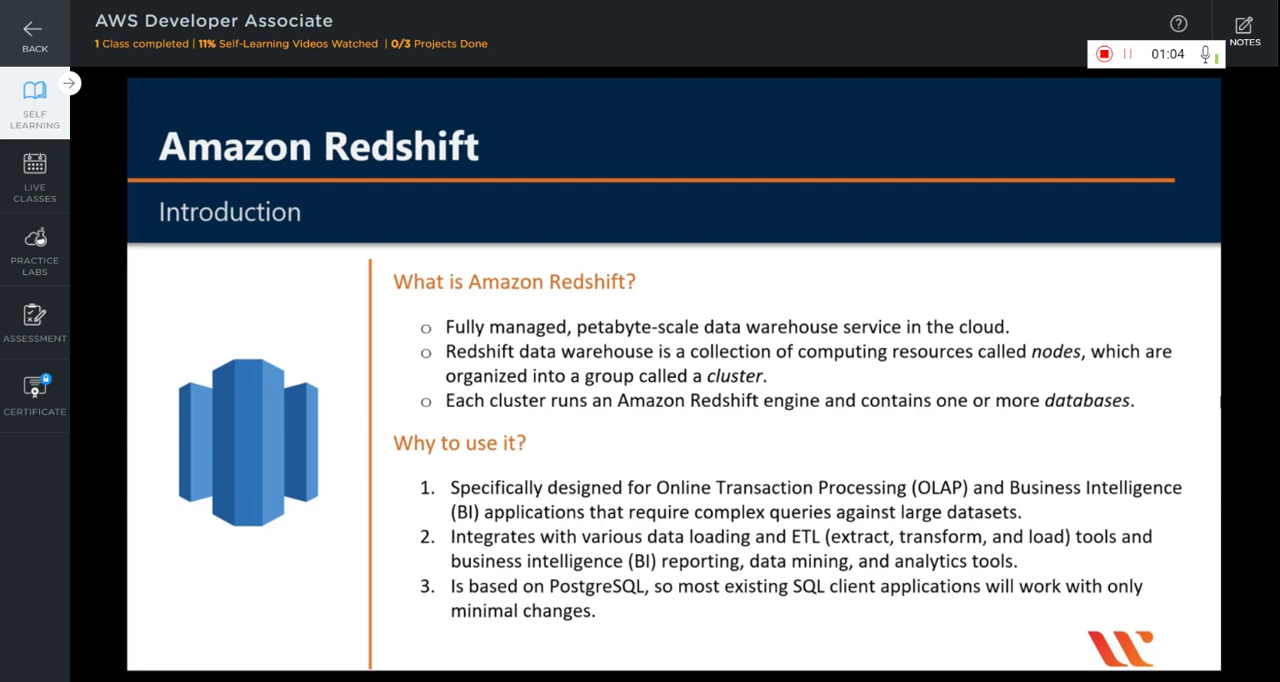 BACK
AWS Developer Associate
1 Class completed | 11% Self-Learning Videos Watched | 0/3 Projects Done
NOTES
01:04
SELF
LEARNING
LIVE
CLASSES
PRACTICE
LABS
ASSESSMENT
CERTIFICATE
Amazon Redshift
Introduction
What is Amazon Redshift?
o Fully managed, petabyte-scale data warehouse service in the cloud.
o Redshift data warehouse is a collection of computing resources called nodes, which are
organized into a group called a cluster.
o Each cluster runs an Amazon Redshift engine and contains one or more databases.
Why to use it?
1. Specifically designed for Online Transaction Processing (OLAP) and Business Intelligence
(BI) applications that require complex queries against large datasets.
2. Integrates with various data loading and ETL (extract, transform, and load) tools and
business intelligence (BI) reporting, data mining, and analytics tools.
3. Is based on PostgreSQL, so most existing SQL client applications will work with only
minimal changes.